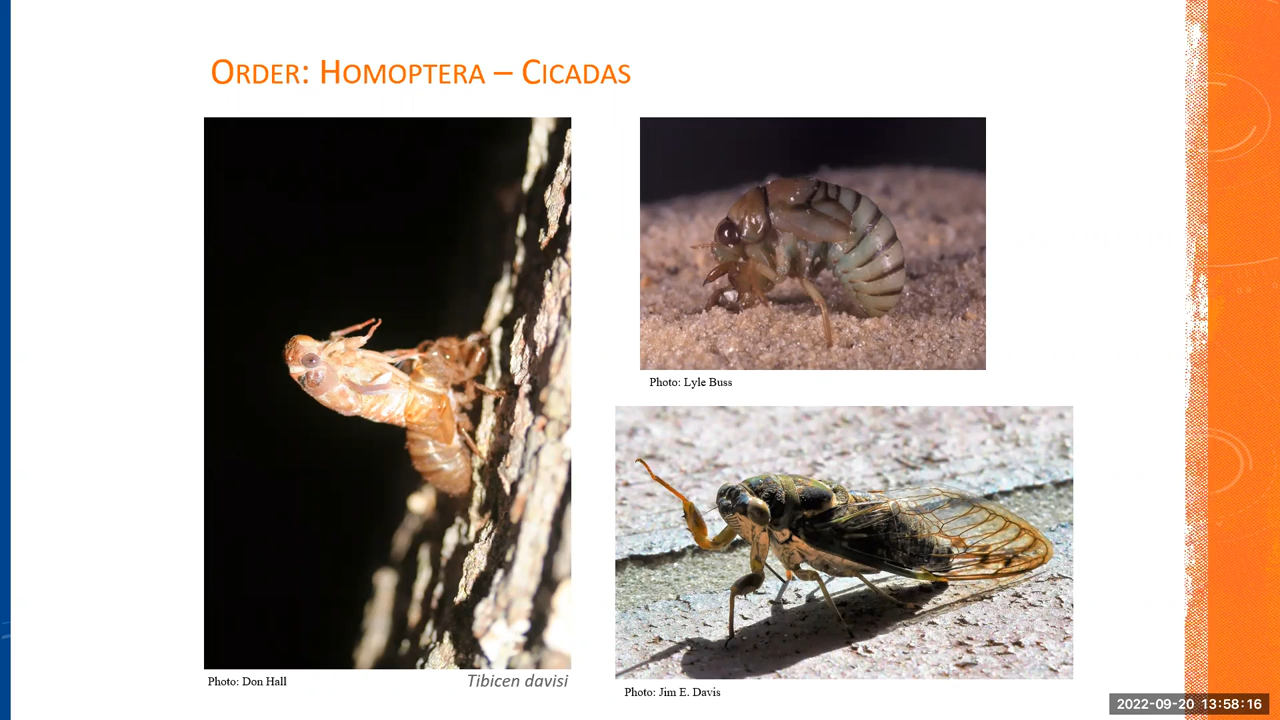 Order: Homoptera – Cicadas
Photo: Lyle Buss
Photo: Don Hall
Tibicen davisi
Photo: Jim E. Davis
2022-09-20 13:58:16